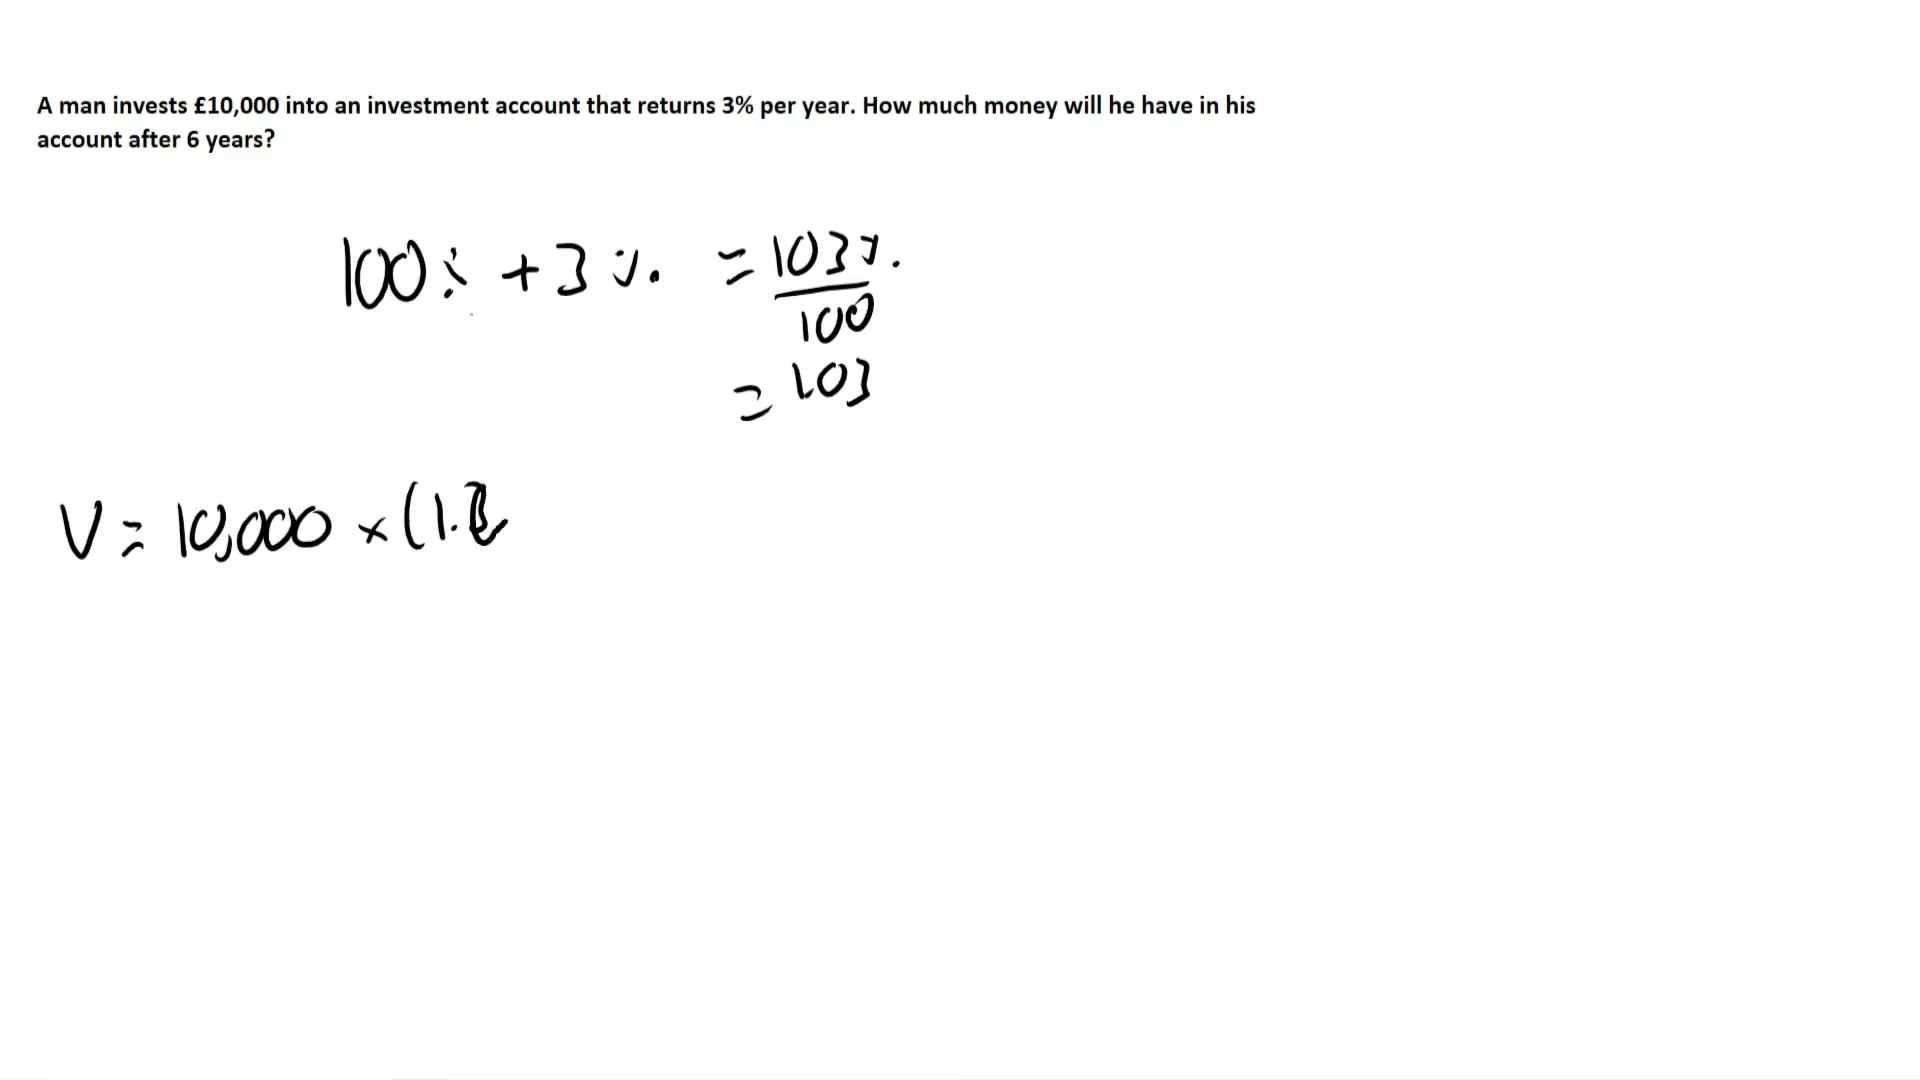 A man invests £10,000 into an investment account that returns 3% per year. How much money will he have in his
account after 6 years?
100% + 3% = 103%
100
= 1.03
V = 10,000 × (1.